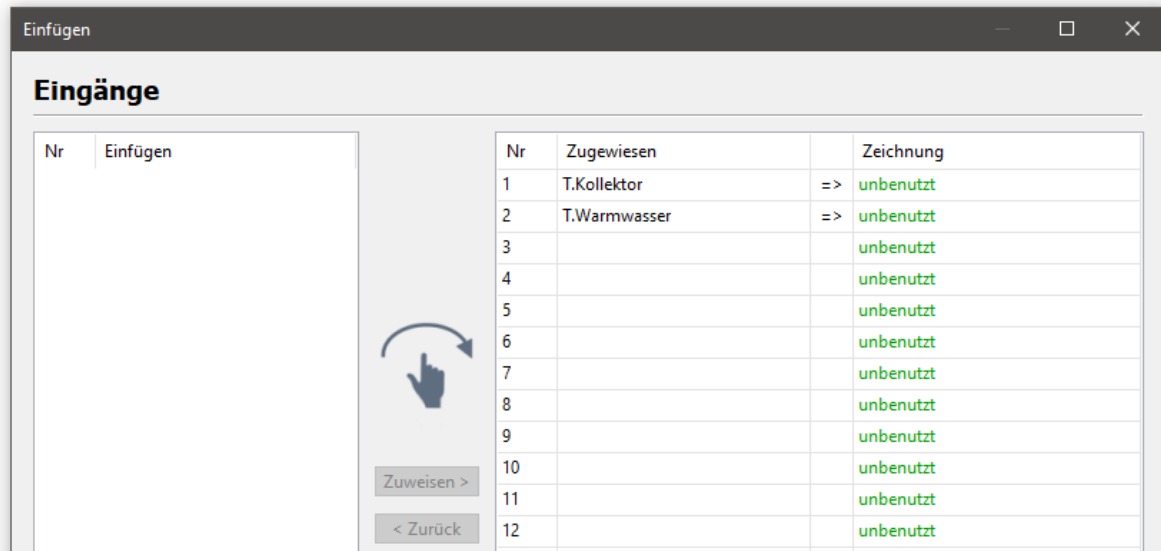 Einfügen
Eingänge
Nr Einfügen
Nr Zugewiesen Zeichnung
1 T.Kollektor => unbenutzt
2 T.Warmwasser => unbenutzt
3 unbenutzt
4 unbenutzt
5 unbenutzt
6 unbenutzt
7 unbenutzt
8 unbenutzt
9 unbenutzt
10 unbenutzt
Zuweisen >
11 unbenutzt
< Zurück
12 unbenutzt